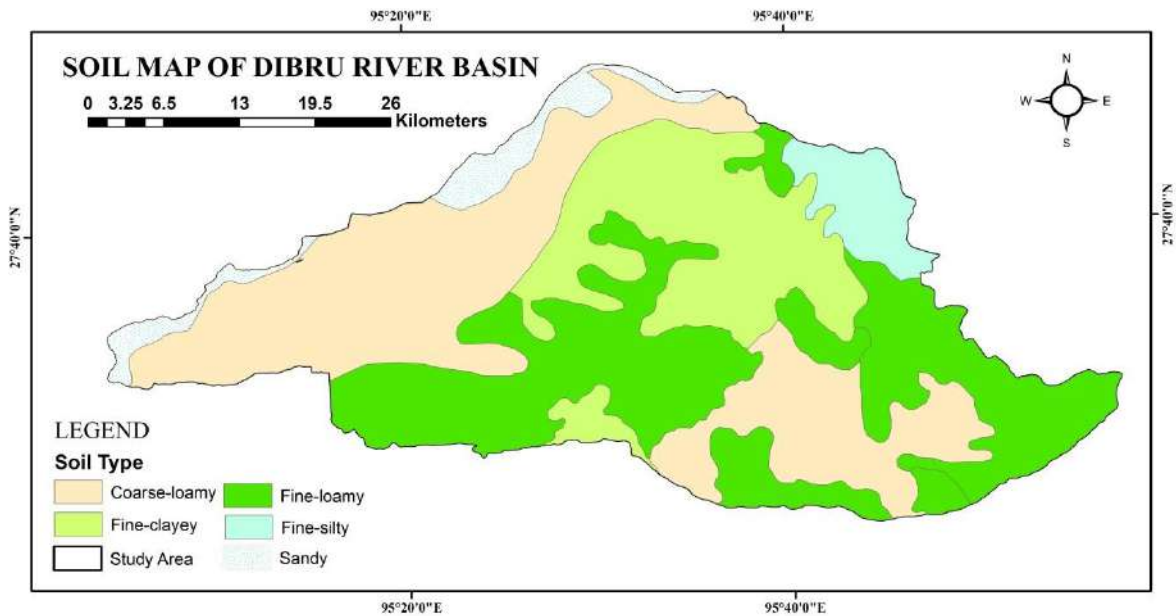 95°20'0"E 95°40'0"E
SOIL MAP OF DIBRU RIVER BASIN
0 3.25 6.5 13 19.5 26
Kilometers
N
W E
S
27°40'0"N
27°40'0"N
LEGEND
Soil Type
Coarse-loamy Fine-loamy
Fine-clayey Fine-silty
Study Area Sandy
95°20'0"E 95°40'0"E